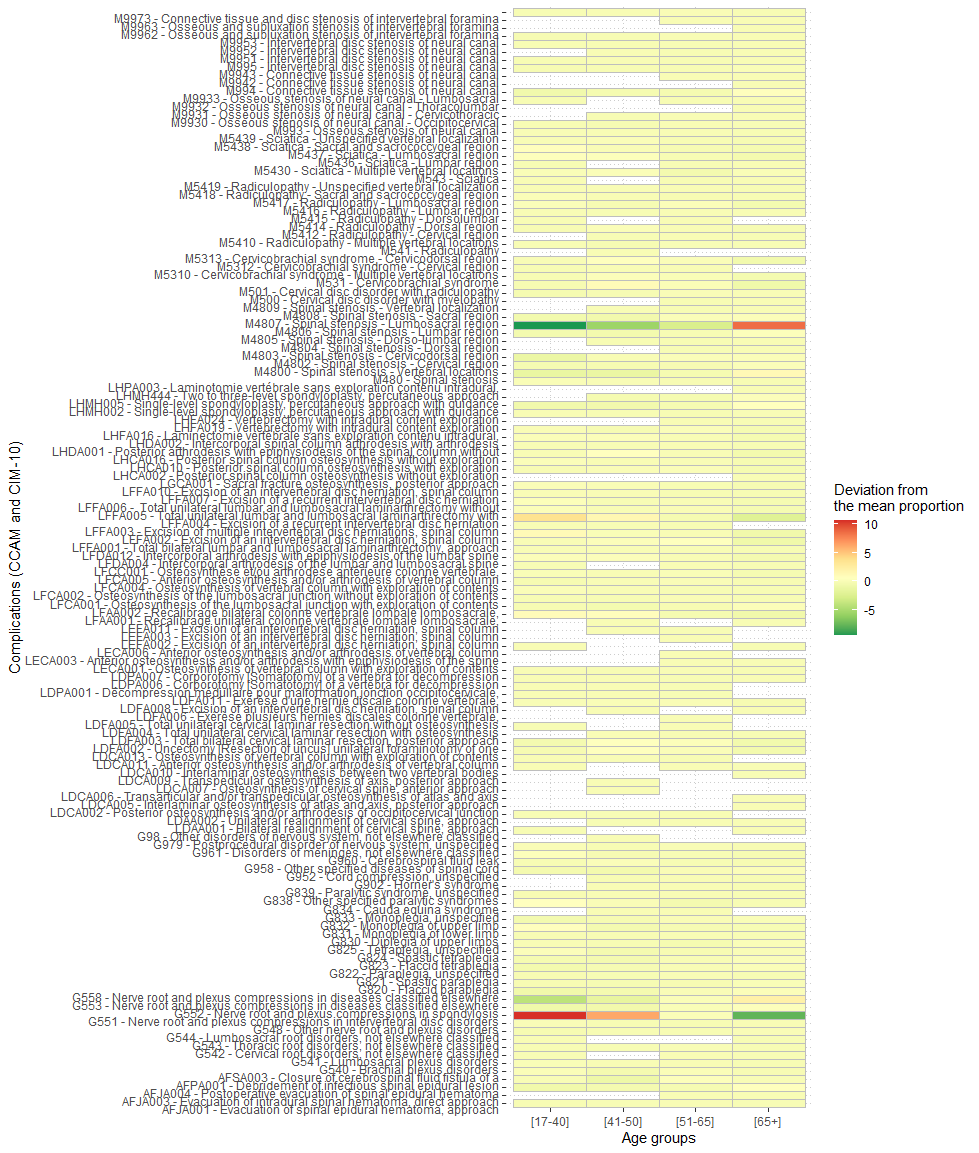 M9973 - Connective tissue and disc stenosis of intervertebral foramina
M9963 - Osseous and subluxation stenosis of intervertebral foramina
M9962 - Osseous and subluxation stenosis of intervertebral foramina
M9953 - Intervertebral disc stenosis of neural canal
M9952 - Intervertebral disc stenosis of neural canal
M9951 - Intervertebral disc stenosis of neural canal
M995 - Intervertebral disc stenosis of neural canal
M9943 - Connective tissue stenosis of neural canal
M9942 - Connective tissue stenosis of neural canal
M994 - Connective tissue stenosis of neural canal
M9933 - Osseous stenosis of neural canal - Lumbosacral
M9932 - Osseous stenosis of neural canal - Thoracolumbar
M9931 - Osseous stenosis of neural canal - Cervicothoracic
M9930 - Osseous stenosis of neural canal - Occipitocervical
M993 - Osseous stenosis of neural canal
M5439 - Sciatica - Unspecified vertebral localization
M5438 - Sciatica - Sacral and sacrococcygeal region
M5437 - Sciatica - Lumbosacral region
M5436 - Sciatica - Lumbar region
M5430 - Sciatica - Multiple vertebral locations
M543 - Sciatica
M5419 - Radiculopathy - Unspecified vertebral localization
M5418 - Radiculopathy - Sacral and sacrococcygeal region
M5417 - Radiculopathy - Lumbosacral region
M5416 - Radiculopathy - Lumbar region
M5415 - Radiculopathy - Dorsolumbar
M5414 - Radiculopathy - Dorsal region
M5412 - Radiculopathy - Cervical region
M5410 - Radiculopathy - Multiple vertebral locations
M541 - Radiculopathy
M5313 - Cervicobrachial syndrome - Cervicodorsal region
M5312 - Cervicobrachial syndrome - Cervical region
M5310 - Cervicobrachial syndrome - Multiple vertebral locations
M531 - Cervicobrachial syndrome
M501 - Cervical disc disorder with radiculopathy
M500 - Cervical disc disorder with myelopathy
M4809 - Spinal stenosis - Vertebral localization
M4808 - Spinal stenosis - Sacral region
M4807 - Spinal stenosis - Lumbosacral region
M4806 - Spinal stenosis - Lumbar region
M4805 - Spinal stenosis - Dorso-lumbar region
M4804 - Spinal stenosis - Dorsal region
M4803 - Spinal stenosis - Cervicodorsal region
M4802 - Spinal stenosis - Cervical region
M4800 - Spinal stenosis - Vertebral locations
M480 - Spinal stenosis
LHPA003 - Laminotomie vertébrale sans exploration contenu intradural,
LHMH444 - Two to three-level spondyloplasty, percutaneous approach
LHMH005 - Single-level spondyloplasty, percutaneous approach with guidance
LHMH002 - Single-level spondyloplasty, percutaneous approach with guidance
LHFA024 - Vertebrectomy with intradural content exploration
LHFA019 - Vertebrectomy with intradural content exploration
LHFA016 - Laminectomie vertébrale sans exploration contenu intradural,
LHDA002 - Intercorporal spinal column arthrodesis with arthrodesis
LHDA001 - Posterior arthrodesis with epiphysiodesis of the spinal column without
LHCA016 - Posterior spinal column osteosynthesis without exploration
LHCA010 - Posterior spinal column osteosynthesis with exploration
LHCA002 - Posterior spinal column osteosynthesis without exploration
LGCA001 - Sacral fracture osteosynthesis, posterior approach
LFFA010 - Excision of an intervertebral disc herniation, spinal column
LFFA007 - Excision of a recurrent intervertebral disc herniation
LFFA006 - Total unilateral lumbar and lumbosacral laminarthrectomy without
LFFA005 - Total unilateral lumbar and lumbosacral laminarthrectomy with
LFFA004 - Excision of a recurrent intervertebral disc herniation
LFFA003 - Excision of multiple intervertebral disc herniations, spinal column
LFFA002 - Excision of an intervertebral disc herniation, spinal column
LFFA001 - Total bilateral lumbar and lumbosacral laminarthrectomy, approach
LFDA012 - Intercorporal arthrodesis with epiphysiodesis of the lumbar spine
LFDA004 - Intercorporal arthrodesis of the lumbar and lumbosacral spine
LFCC001 - Ostéosynthèse et/ou arthrodèse antérieure colonne vertébrale,
LFCA005 - Anterior osteosynthesis and/or arthrodesis of vertebral column
LFCA004 - Osteosynthesis of vertebral column with exploration of contents
LFCA002 - Osteosynthesis of the lumbosacral junction without exploration of contents
LFCA001 - Osteosynthesis of the lumbosacral junction with exploration of contents
LFAA002 - Recalibrage bilatéral colonne vertébrale lombale lombosacrale,
LFAA001 - Recalibrage unilatéral colonne vertébrale lombale lombosacrale,
LEFA013 - Excision of an intervertebral disc herniation, spinal column
LEFA003 - Excision of an intervertebral disc herniation, spinal column
LEFA002 - Excision of an intervertebral disc herniation, spinal column
LECA006 - Anterior osteosynthesis and/or arthrodesis of vertebral column
LECA003 - Anterior osteosynthesis and/or arthrodesis with epiphysiodesis of the spine
LECA001 - Osteosynthesis of vertebral column with exploration of contents
LDPA007 - Corporotomy [Somatotomy] of a vertebra for decompression
LDPA006 - Corporotomy [Somatotomy] of a vertebra for decompression
LDPA001 - Décompression médullaire pour malformation jonction occipitocervicale,
LDFA011 - Exérèse d'une hernie discale colonne vertébrale,
LDFA008 - Excision of an intervertebral disc herniation, spinal column
LDFA006 - Exérèse plusieurs hernies discales colonne vertébrale,
LDFA005 - Total unilateral cervical laminar resection without osteosynthesis
LDFA004 - Total unilateral cervical laminar resection with osteosynthesis
LDFA003 - Total bilateral cervical laminar resection, posterior approach
LDFA002 - Uncectomy [Resection of uncus] unilateral foraminotomy of one
LDCA013 - Osteosynthesis of vertebral column with exploration of contents
LDCA011 - Anterior osteosynthesis and/or arthrodesis of vertebral column
LDCA010 - Interlaminar osteosynthesis between two vertebral bodies
LDCA009 - Transpedicular osteosynthesis of axis, posterior approach
LDCA007 - Osteosynthesis of cervical spine, anterior approach
LDCA006 - Transarticular and/or transpedicular osteosynthesis of atlas and axis
LDCA005 - Interlaminar osteosynthesis of atlas and axis, posterior approach
LDCA002 - Posterior osteosynthesis and/or arthrodesis of occipitocervical junction
LDAA002 - Unilateral realignment of cervical spine, approach
LDAA001 - Bilateral realignment of cervical spine, approach
G98 - Other disorders of nervous system, not elsewhere classified
G979 - Postprocedural disorder of nervous system, unspecified
G961 - Disorders of meninges, not elsewhere classified
G960 - Cerebrospinal fluid leak
G958 - Other specified diseases of spinal cord
G952 - Cord compression, unspecified
G902 - Horner's syndrome
G839 - Paralytic syndrome, unspecified
G838 - Other specified paralytic syndromes
G834 - Cauda equina syndrome
G833 - Monoplegia, unspecified
G832 - Monoplegia of upper limb
G831 - Monoplegia of lower limb
G830 - Diplegia of upper limbs
G825 - Tetraplegia, unspecified
G824 - Spastic tetraplegia
G823 - Flaccid tetraplegia
G822 - Paraplegia, unspecified
G821 - Spastic paraplegia
G820 - Flaccid paraplegia
G558 - Nerve root and plexus compressions in diseases classified elsewhere
G553 - Nerve root and plexus compressions in diseases classified elsewhere
G552 - Nerve root and plexus compressions in spondylosis
G551 - Nerve root and plexus compressions in intervertebral disc disorders
G548 - Other nerve root and plexus disorders
G544 - Lumbosacral root disorders, not elsewhere classified
G543 - Thoracic root disorders, not elsewhere classified
G542 - Cervical root disorders, not elsewhere classified
G541 - Lumbosacral plexus disorders
G540 - Brachial plexus disorders
AFSA003 - Closure of cerebrospinal fluid fistula of a
AFPA001 - Debridement of infectious spinal epidural lesion
AFJA004 - Postoperative evacuation of spinal epidural hematoma
AFJA003 - Evacuation of intradural spinal hematoma, direct approach
AFJA001 - Evacuation of spinal epidural hematoma, approach
Complications (CCAM and CIM-10)
[17-40]
[41-50]
[51-65]
[65+]
Age groups
Deviation from
the mean proportion
10
5
0
-5